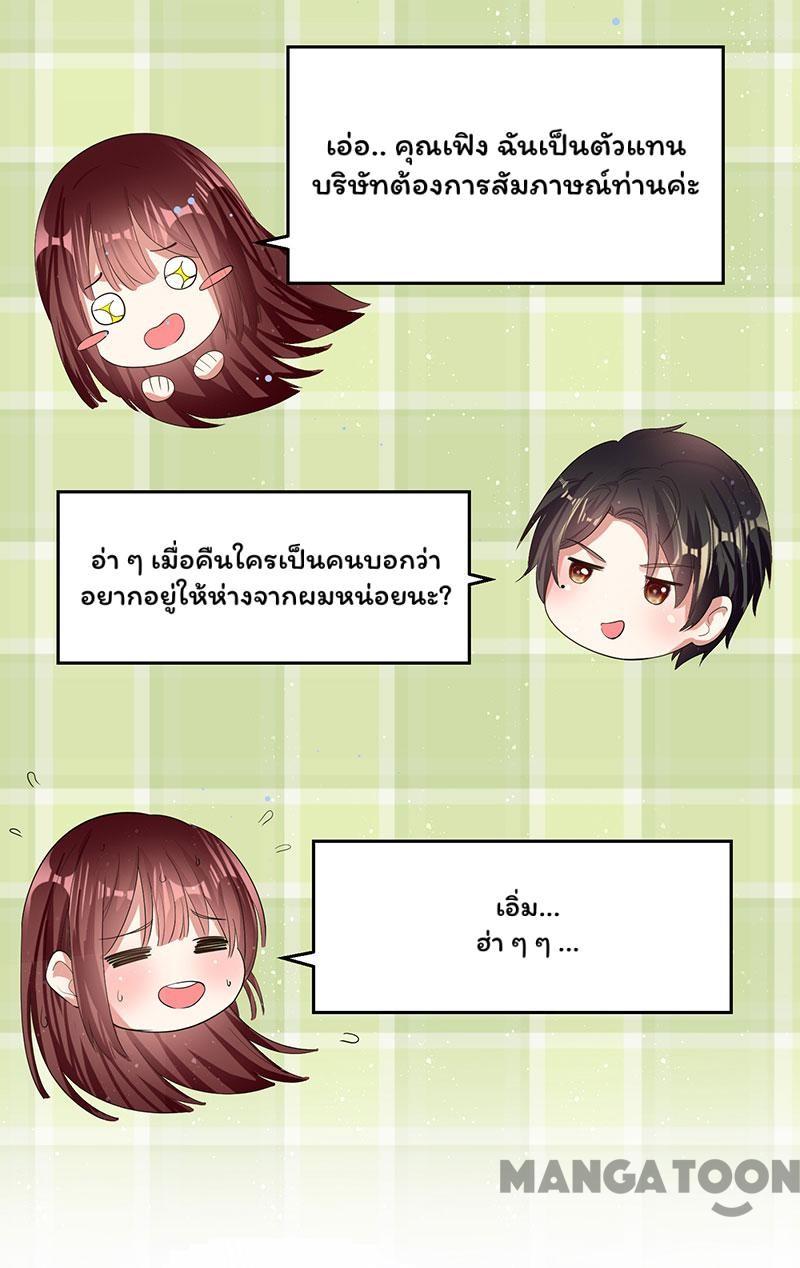 เอ่อ.. คุณเฟิง ฉันเป็นตัวแทน
บริษัทต้องการสัมภาษณ์ท่านค่ะ
อ่า ๆ เมื่อคืนใครเป็นคนบอกว่า
อยากอยู่ให้ห่างจากผมหน่อยนะ?
เอิ่ม...
ฮ่า ๆ ๆ ...
MANGATOON